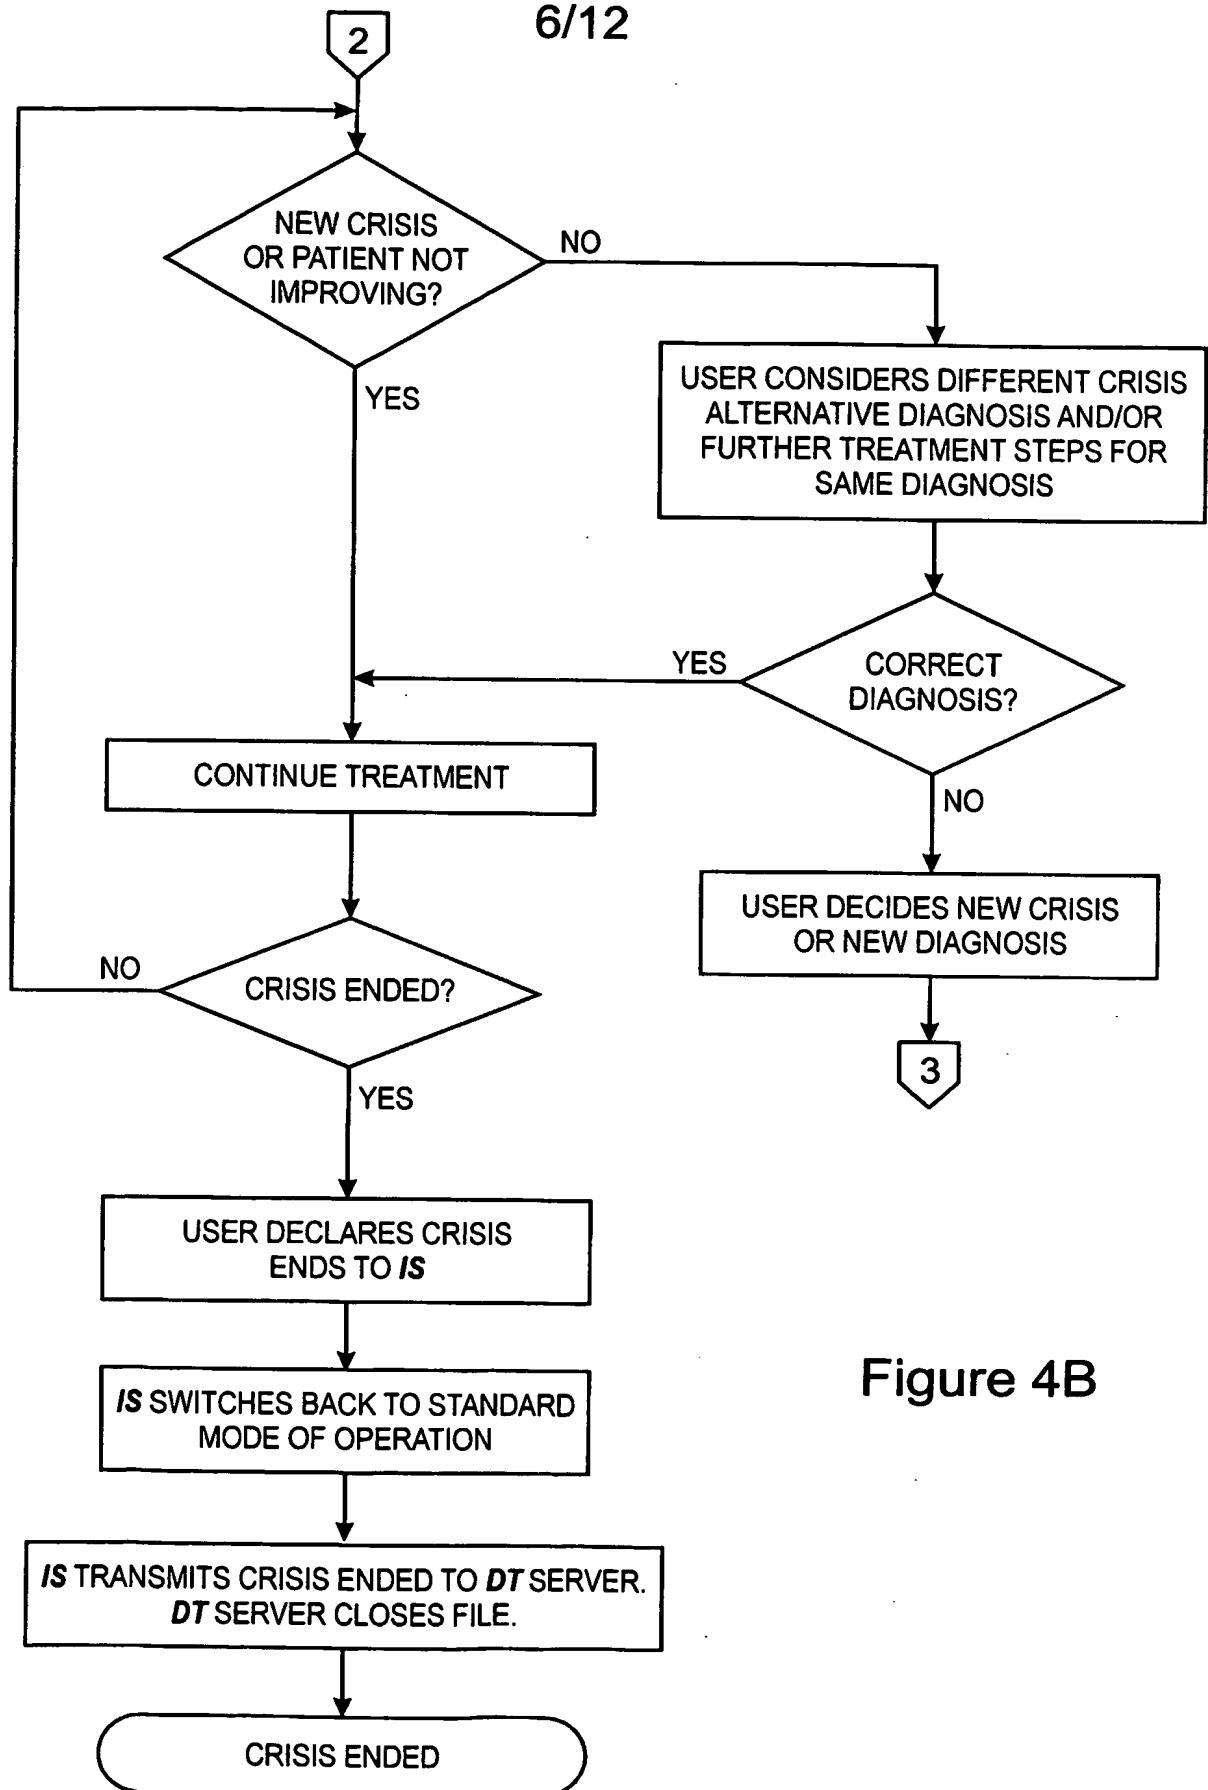 6/12
2
NEW CRISIS
OR PATIENT NOT
IMPROVING?
NO
YES
USER CONSIDERS DIFFERENT CRISIS
ALTERNATIVE DIAGNOSIS AND/OR
FURTHER TREATMENT STEPS FOR
SAME DIAGNOSIS
YES
CORRECT
DIAGNOSIS?
CONTINUE TREATMENT
NO
USER DECIDES NEW CRISIS
OR NEW DIAGNOSIS
NO
CRISIS ENDED?
3
YES
USER DECLARES CRISIS
ENDS TO IS
IS SWITCHES BACK TO STANDARD
MODE OF OPERATION
Figure 4B
IS TRANSMITS CRISIS ENDED TO DT SERVER.
DT SERVER CLOSES FILE.
CRISIS ENDED